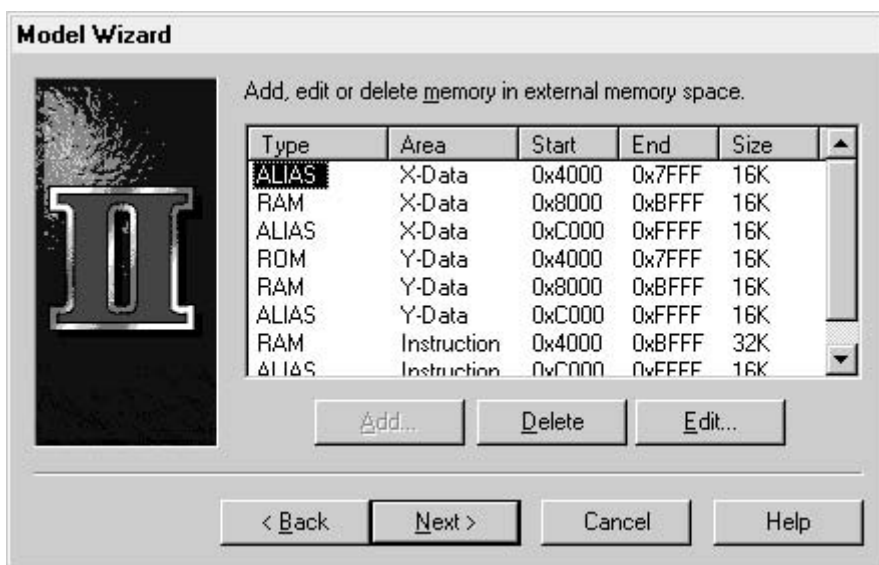 Model Wizard
Add, edit or delete memory in external memory space.
Type Area Start End Size
ALIAS X-Data 0x4000 0x7FFF 16K
RAM X-Data 0x8000 0xBFFF 16K
ALIAS X-Data 0xC000 0xFFFF 16K
ROM Y-Data 0x4000 0x7FFF 16K
RAM Y-Data 0x8000 0xBFFF 16K
ALIAS Y-Data 0xC000 0xFFFF 16K
RAM Instruction 0x4000 0xBFFF 32K
ALIAS Instruction 0xC000 0xFFFF 16K
II
Add... Delete Edit...
< Back Next > Cancel Help